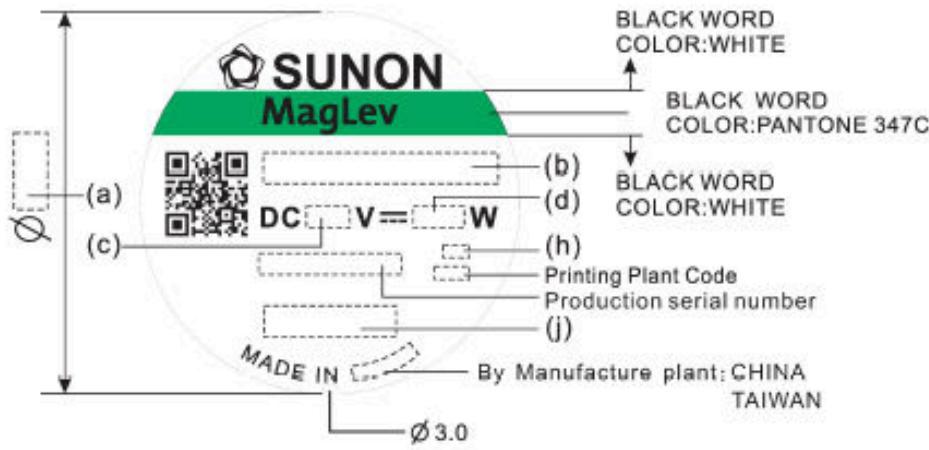 BLACK WORD
COLOR:WHITE
SUNON
MagLev
BLACK WORD
COLOR:PANTONE 347C
(a)
(b)
BLACK WORD
COLOR:WHITE
DC V W
(d)
(c)
(h)
Printing Plant Code
Production serial number
(j)
Ø
MADE IN
By Manufacture plant: CHINA
TAIWAN
Ø3.0